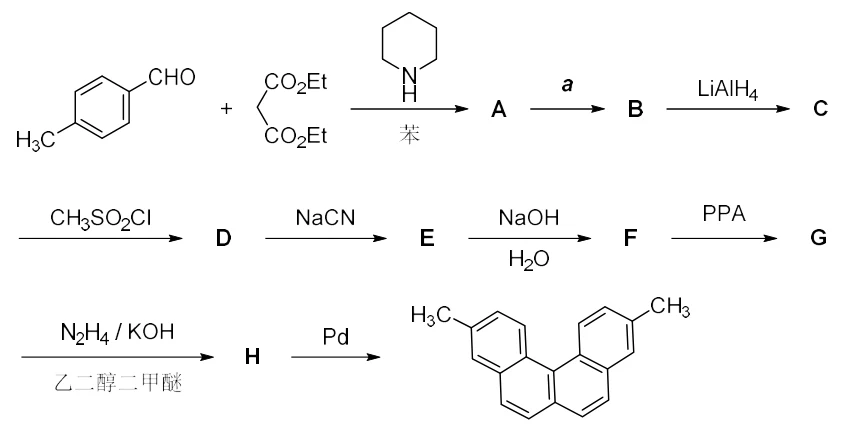 CHO
H₃C
+
CO₂Et
CO₂Et
N
H
苯
A
a
B
LiAlH₄
C
CH₃SO₂Cl
D
NaCN
E
NaOH
H₂O
F
PPA
G
N₂H₄ / KOH
乙二醇二甲醚
H
Pd
H₃C
CH₃